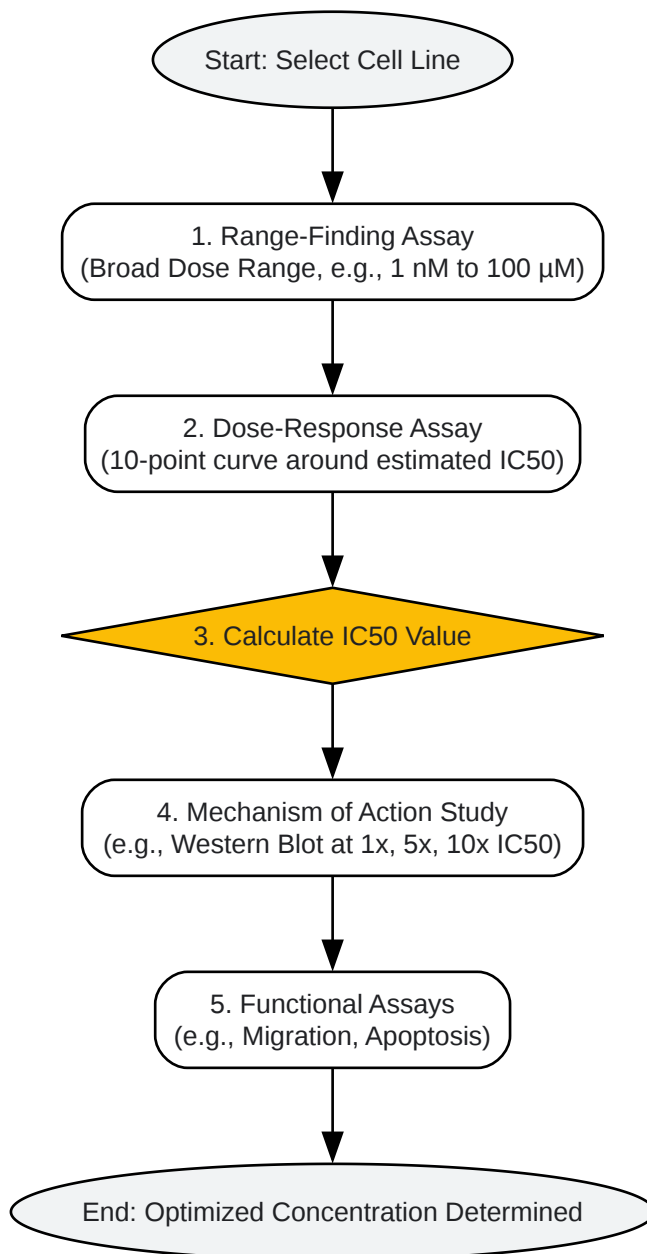 Start: Select Cell Line
1. Range-Finding Assay
(Broad Dose Range, e.g., 1 nM to 100 µM)
2. Dose-Response Assay
(10-point curve around estimated IC50)
3. Calculate IC50 Value
4. Mechanism of Action Study
(e.g., Western Blot at 1x, 5x, 10x IC50)
5. Functional Assays
(e.g., Migration, Apoptosis)
End: Optimized Concentration Determined